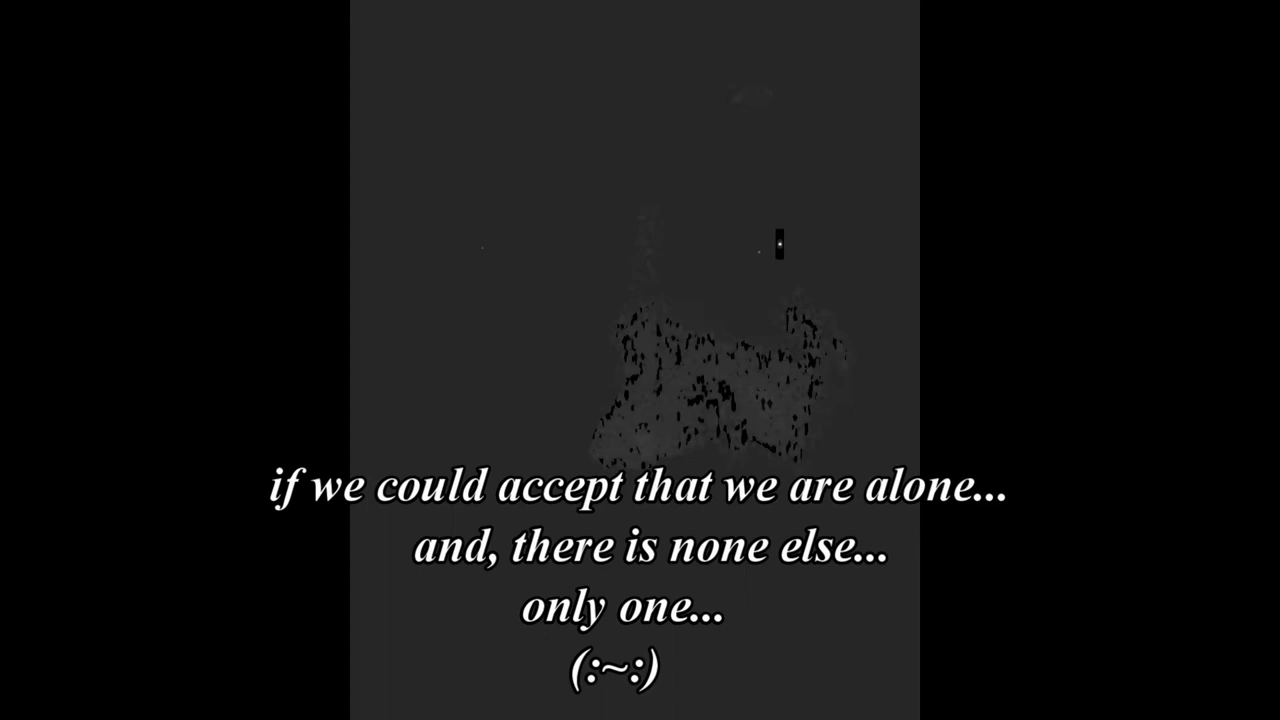 if we could accept that we are alone...
and, there is none else...
only one...
(:~:)